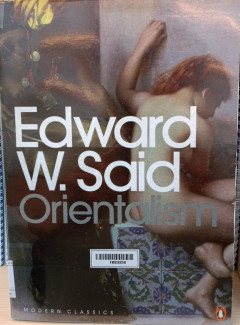 Edward
W. Said
Orientalism
MODERN CLASSICS